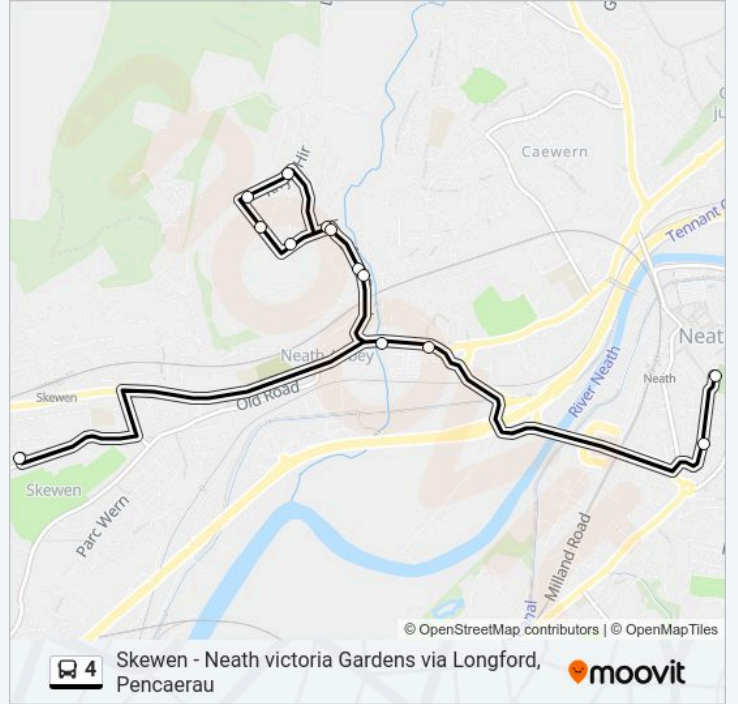 Caewern
Tennant
Neat
Neath
River Neath
Neath Abbey
Old Road
Skewen
Skewen
Parc Wern
Milland Road
© OpenStreetMap contributors | © OpenMapTiles
4
Skewen - Neath victoria Gardens via Longford,
Pencaerau
moovit